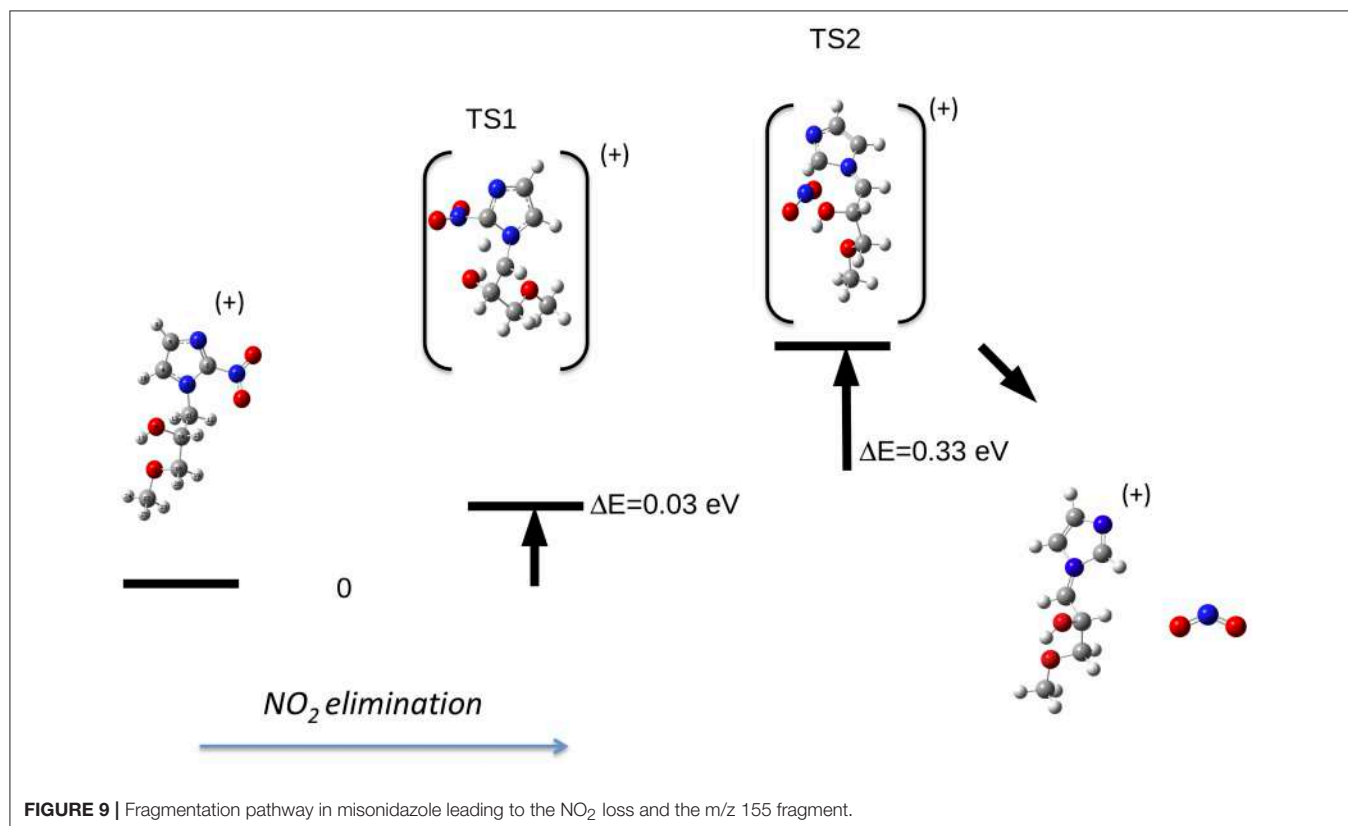 TS2
(+)
TS1
(+)
(+)
ΔE=0.33 eV
ΔE=0.03 eV
(+)
0
NO₂ elimination
FIGURE 9 | Fragmentation pathway in misonidazole leading to the NO₂ loss and the m/z 155 fragment.